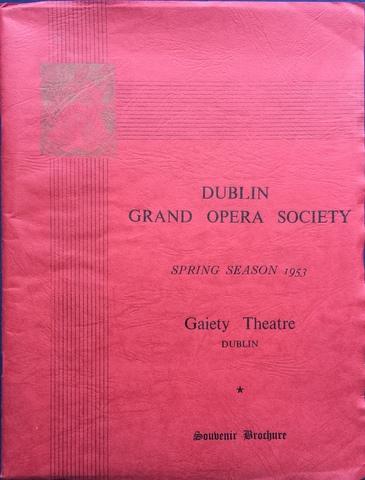 DUBLIN
GRAND OPERA SOCIETY
SPRING SEASON 1953
Gaiety Theatre
DUBLIN
Souvenir Brochure